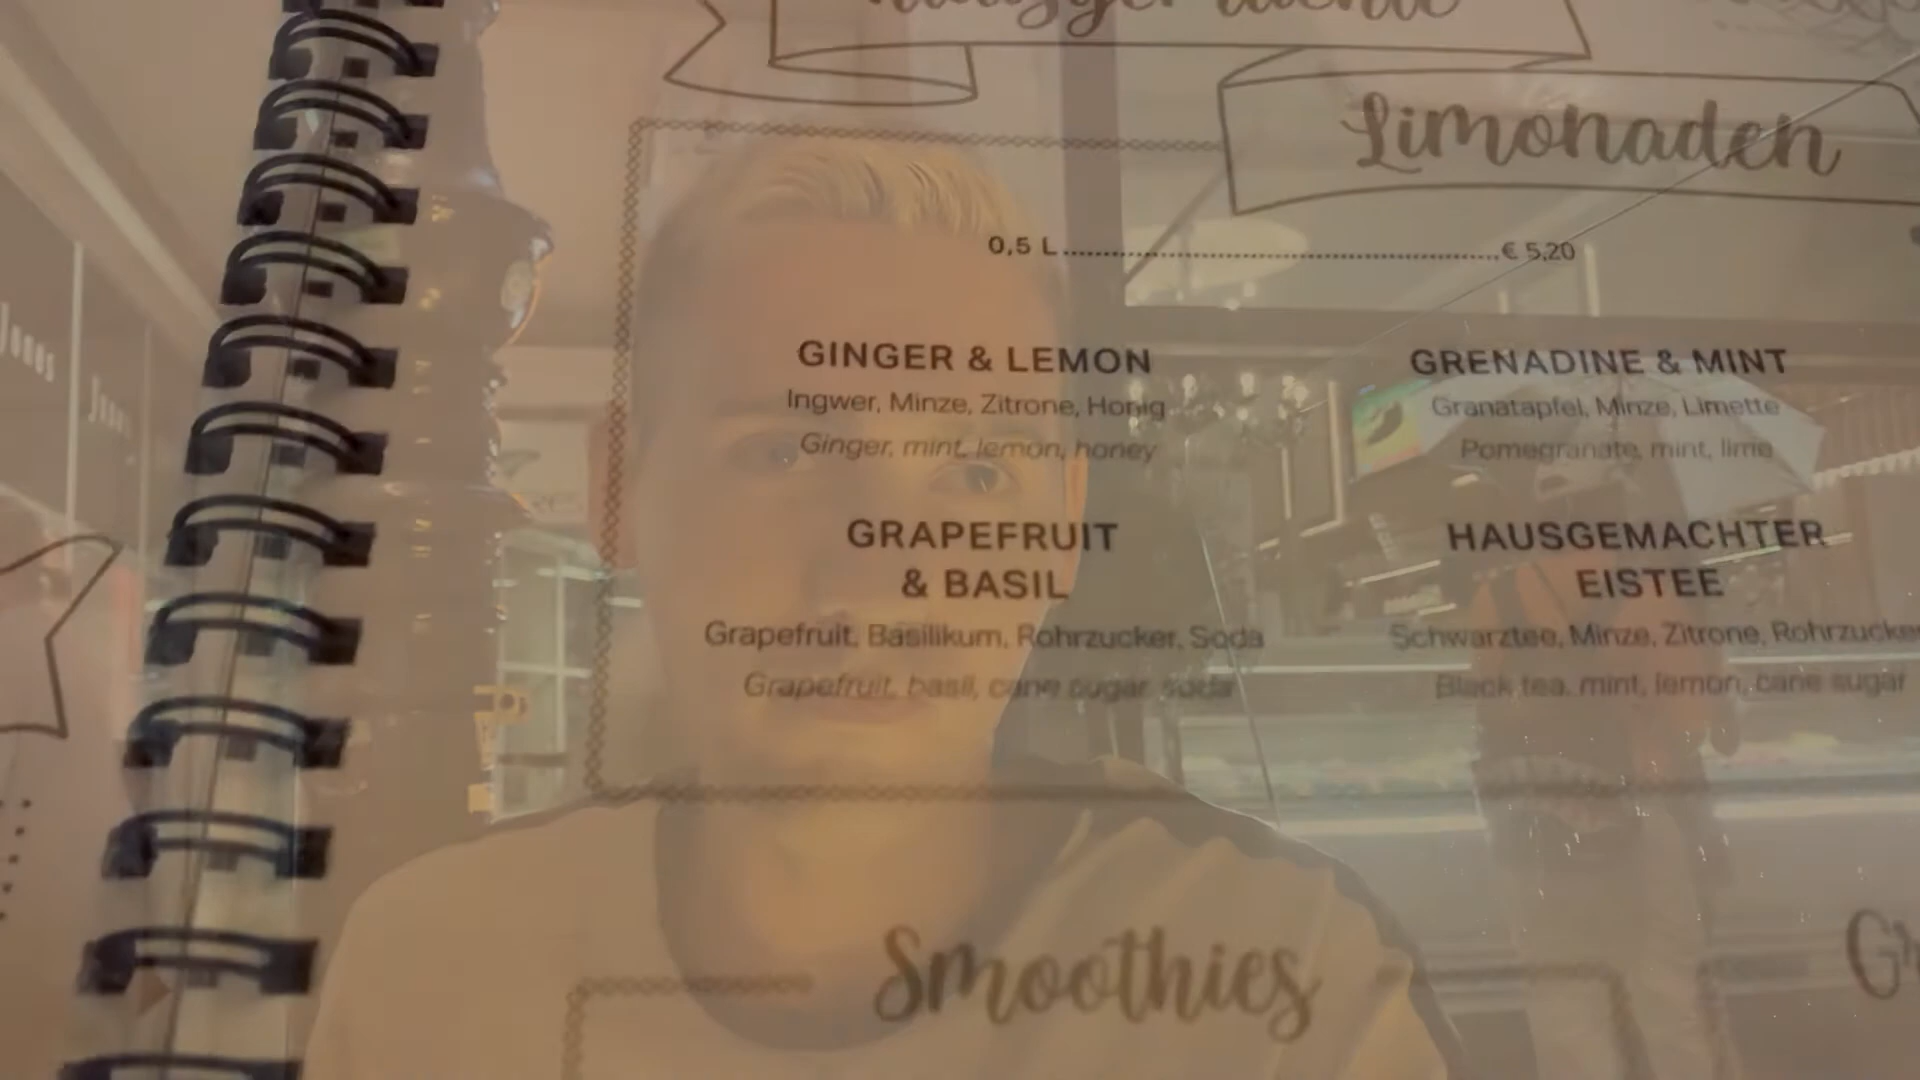 Limonaden
0,5 L........................€ 5,20
GINGER & LEMON
Ingwer, Minze, Zitrone, Honig
Ginger, mint, lemon, honey
GRENADINE & MINT
Granatapfel, Minze, Limette
Pomegranate, mint, lime
GRAPEFRUIT
& BASIL
Grapefruit, Basilikum, Rohrzucker, Soda
Grapefruit, basil, cane sugar, soda
HAUSGEMACHTER
EISTEE
Schwarztee, Minze, Zitrone, Rohrzucker
Black tea, mint, lemon, cane sugar
Smoothies